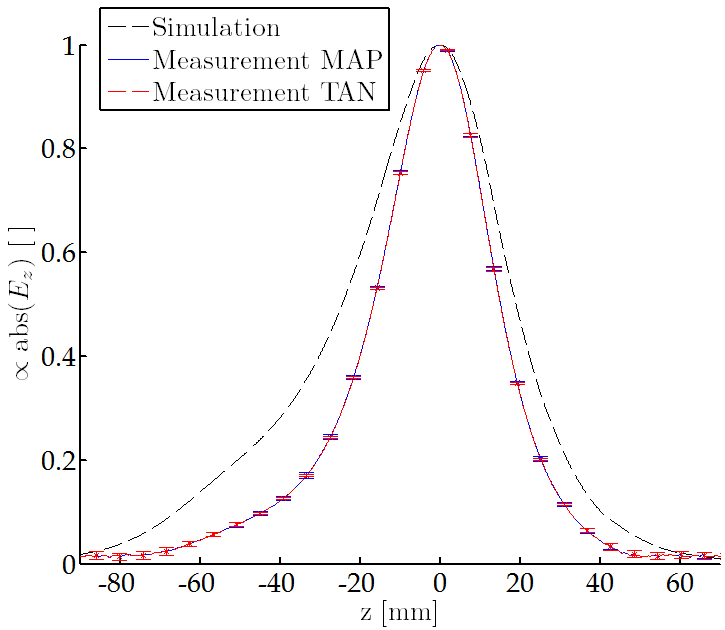 Simulation
Measurement MAP
Measurement TAN
1
0.8
0.6
0.4
0.2
0
∝ abs(E_z) [ ]
-80 -60 -40 -20 0 20 40 60
z [mm]